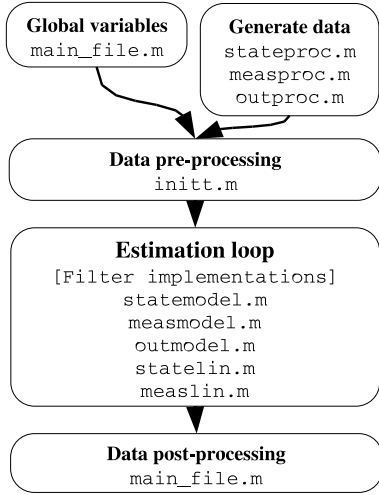 Global variables
main_file.m
Generate data
stateproc.m
measproc.m
outproc.m
Data pre-processing
initt.m
Estimation loop
[Filter implementations]
statemodel.m
measmodel.m
outmodel.m
statelin.m
measlin.m
Data post-processing
main_file.m